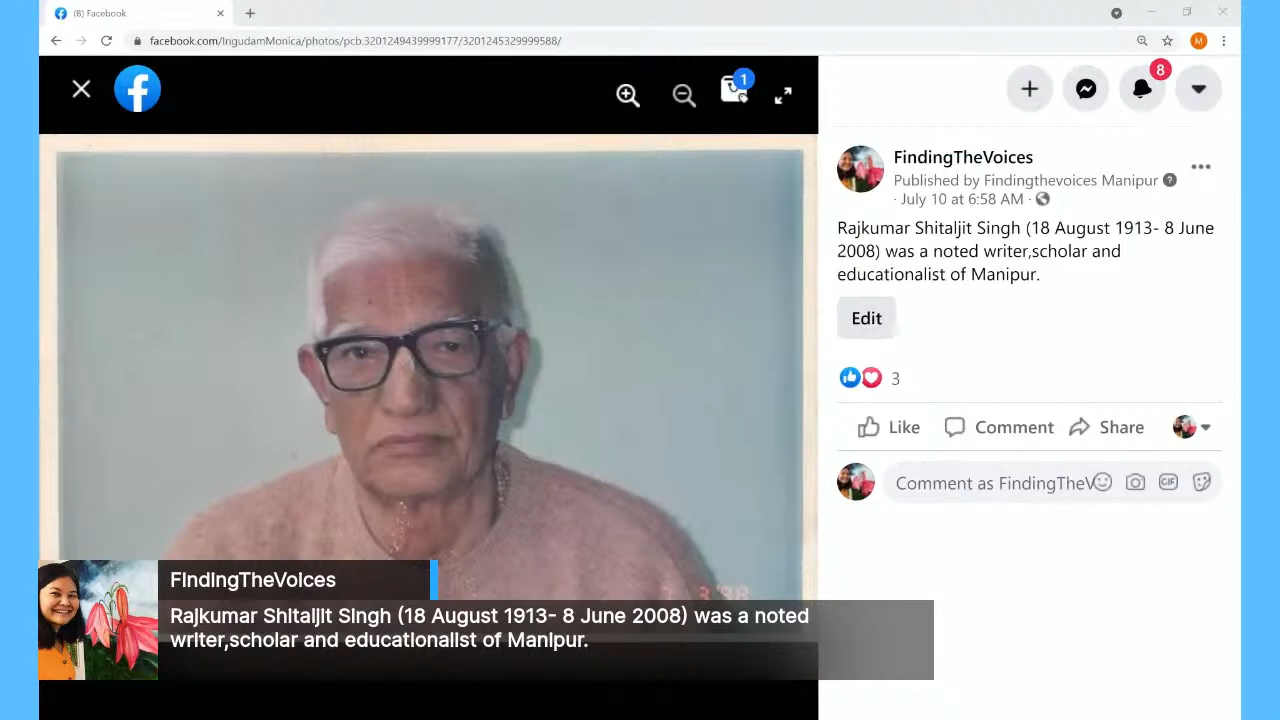 (8) Facebook
facebook.com/IngudamMonica/photos/pcb.3201249439999177/3201245329999588/
M
1
8
FindingTheVoices
Published by Findingthevoices Manipur
· July 10 at 6:58 AM ·
Rajkumar Shitaljit Singh (18 August 1913- 8 June
2008) was a noted writer,scholar and
educationalist of Manipur.
Edit
3
Like Comment Share
Comment as FindingTheV
GIF
FindingTheVoices
Rajkumar Shitaljit Singh (18 August 1913- 8 June 2008) was a noted
writer,scholar and educationalist of Manipur.